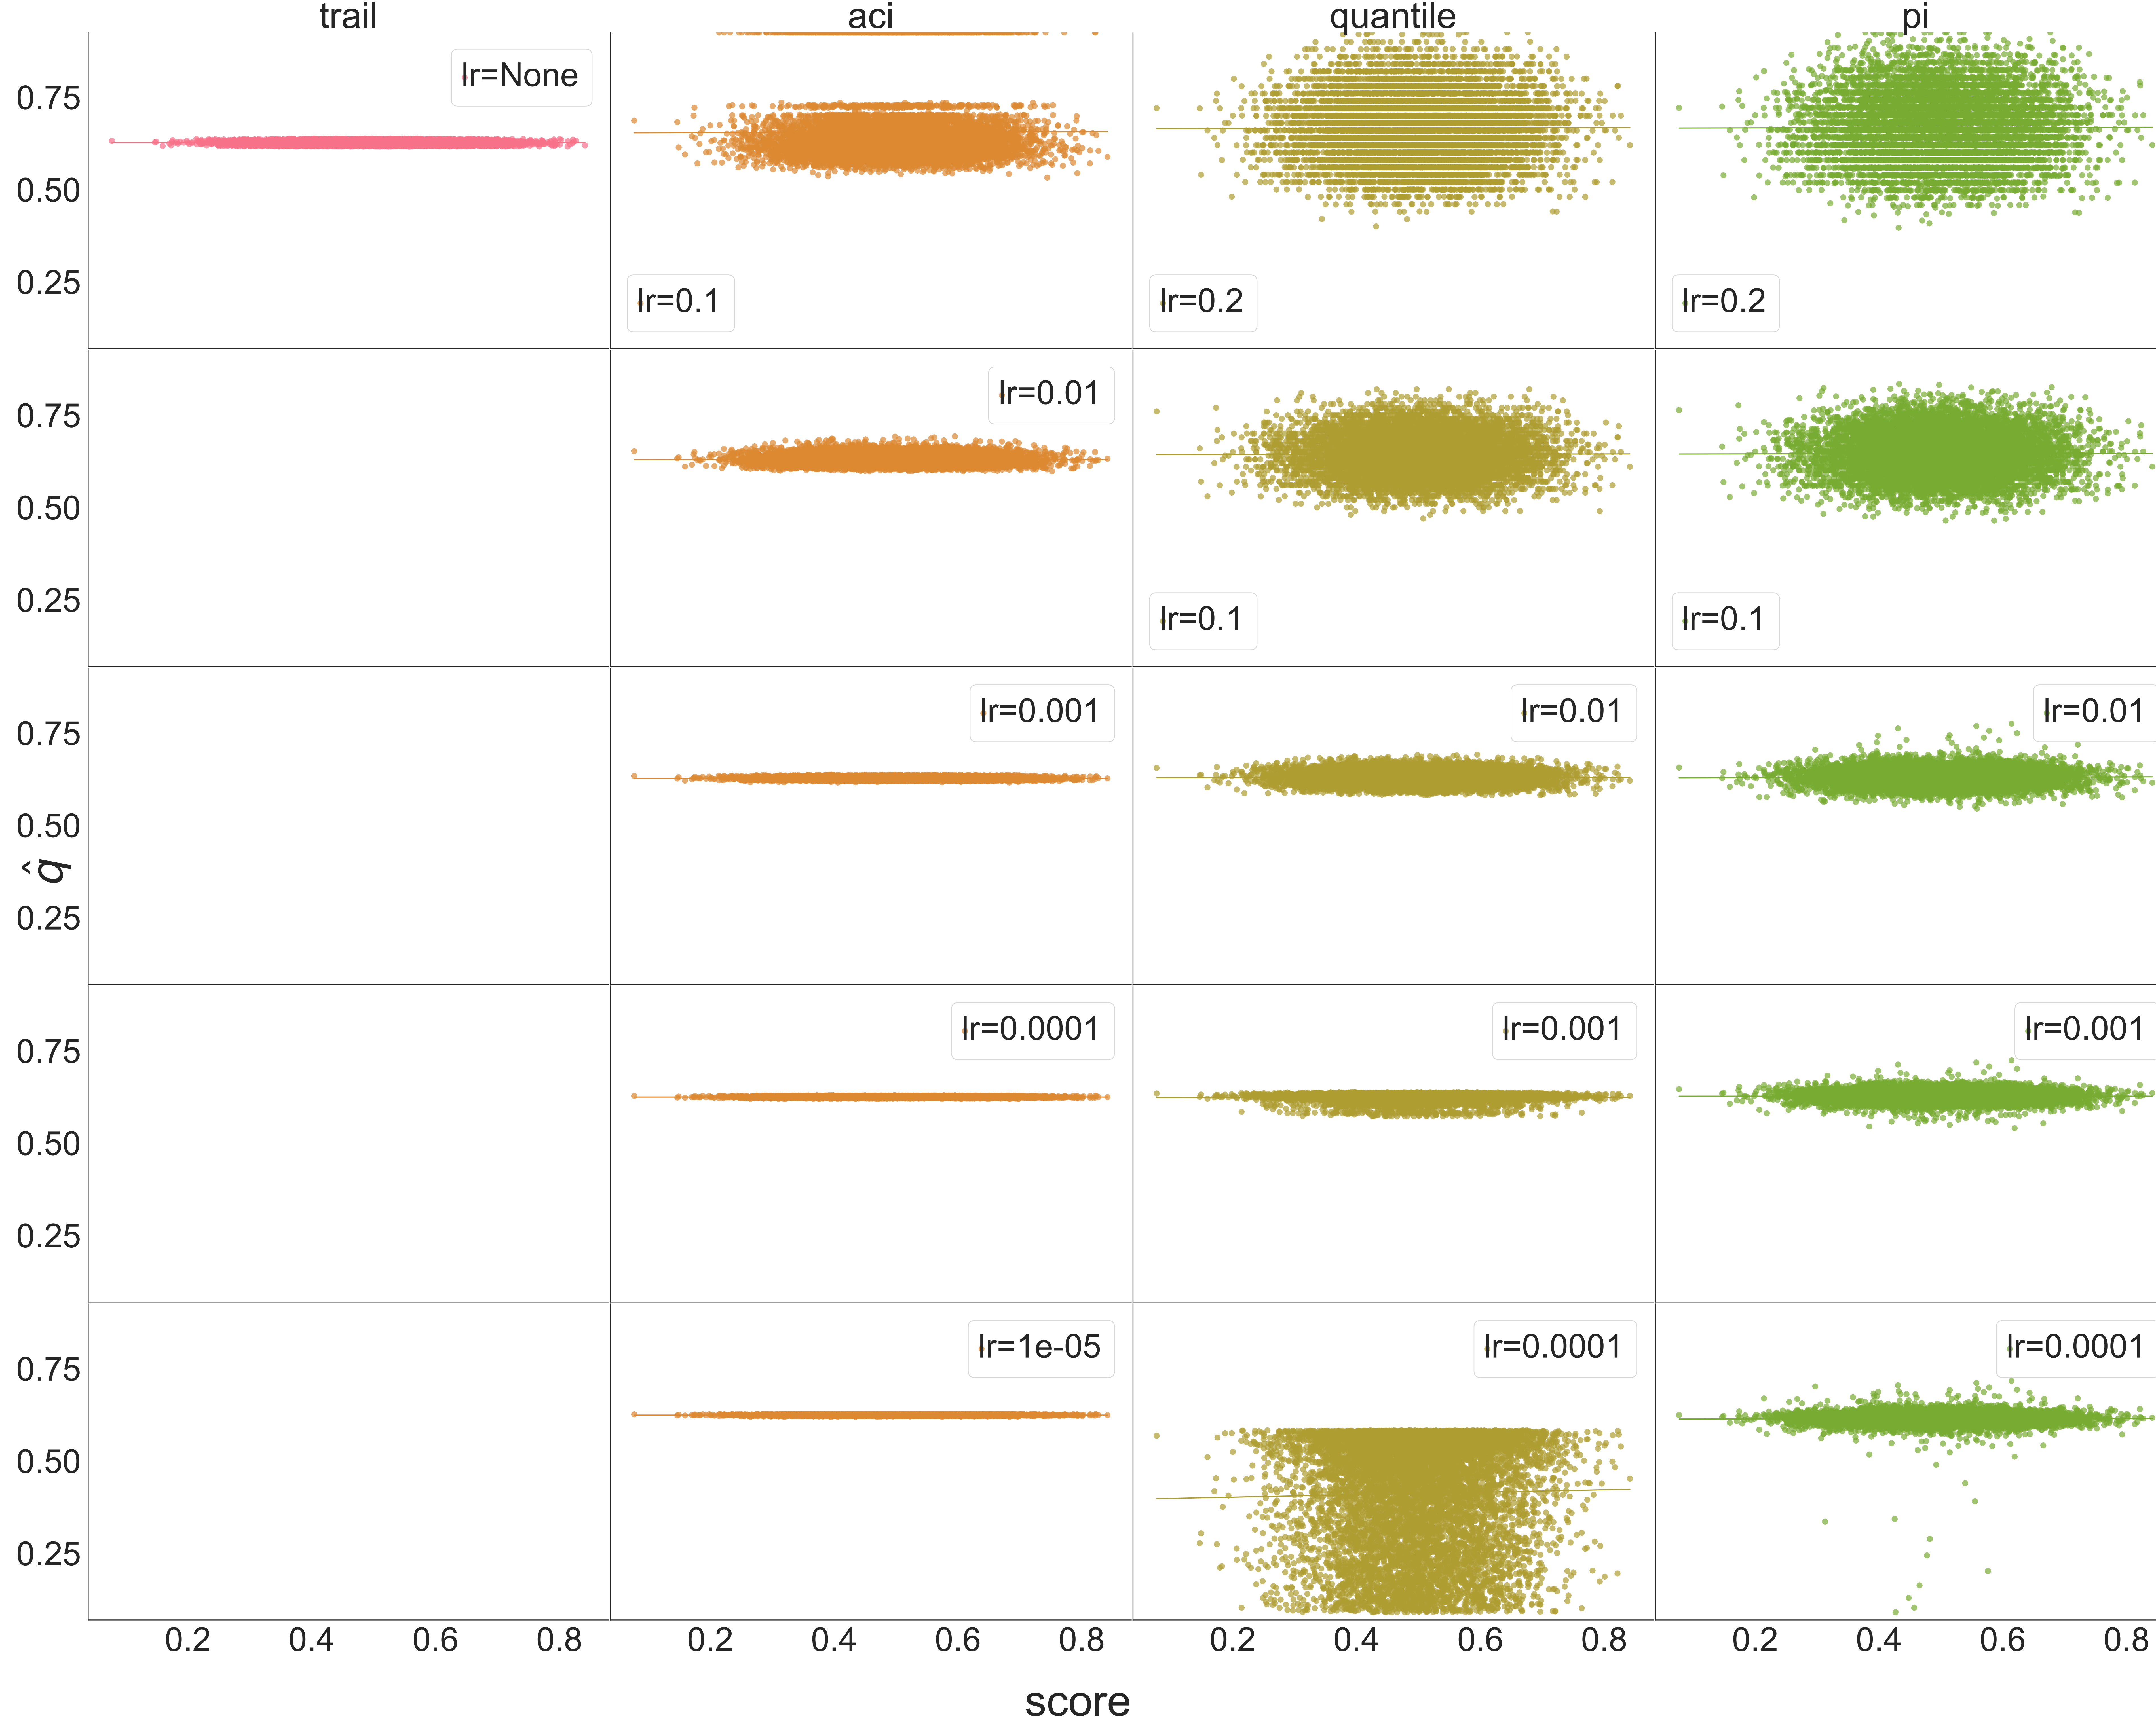 trail aci quantile pi
0.75 lr=None
0.50
0.25 lr=0.1 lr=0.2 lr=0.2
0.75 lr=0.01
0.50
0.25 lr=0.1 lr=0.1
0.75 lr=0.001 lr=0.01 lr=0.01
0.50
q̂
0.25
0.75 lr=0.0001 lr=0.001 lr=0.001
0.50
0.25
0.75 lr=1e-05 lr=0.0001 lr=0.0001
0.50
0.25
0.2 0.4 0.6 0.8 0.2 0.4 0.6 0.8 0.2 0.4 0.6 0.8 0.2 0.4 0.6 0.8
score